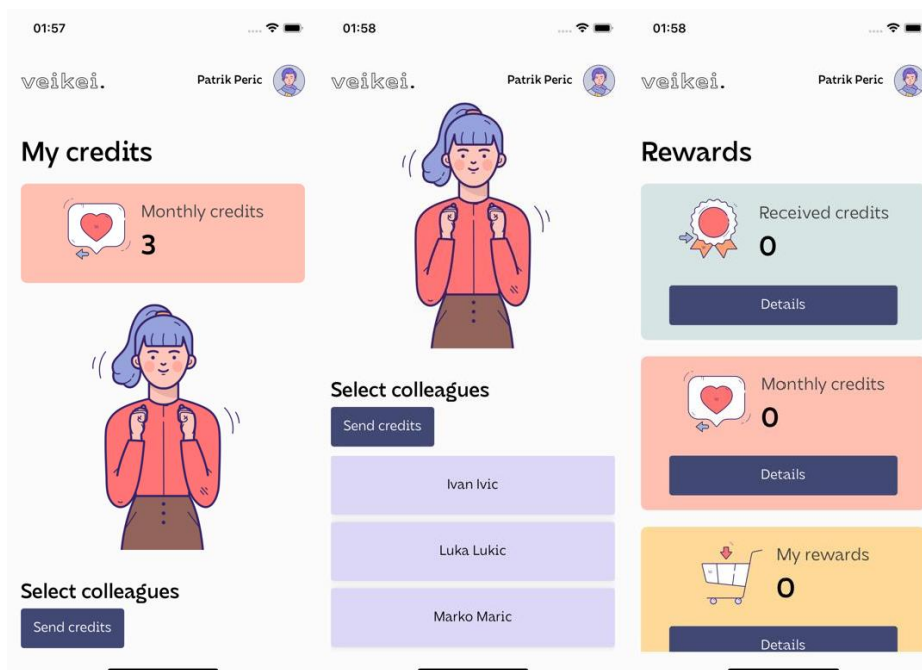 01:57
veikei.
Patrik Peric
My credits
Monthly credits
3
Select colleagues
Send credits
01:58
veikei.
Patrik Peric
Select colleagues
Send credits
Ivan Ivic
Luka Lukic
Marko Maric
01:58
veikei.
Patrik Peric
Rewards
Received credits
0
Details
Monthly credits
0
Details
My rewards
0
Details